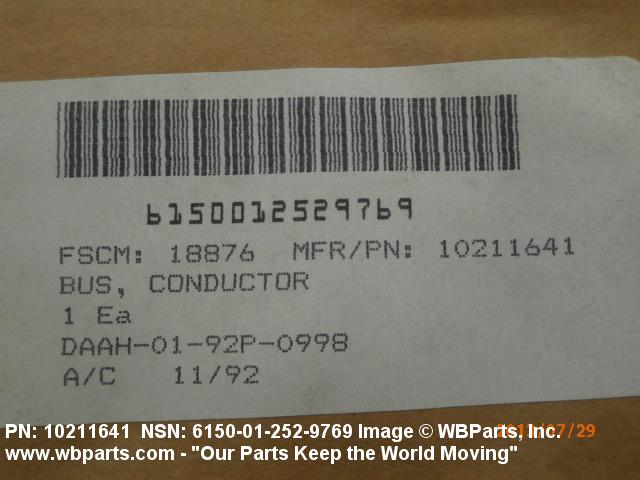 6150012529769
FSCM: 18876 MFR/PN: 10211641
BUS, CONDUCTOR
1 Ea
DAAH-01-92P-0998
A/C 11/92
PN: 10211641 NSN: 6150-01-252-9769 Image © WBParts, Inc.
www.wbparts.com - "Our Parts Keep the World Moving"